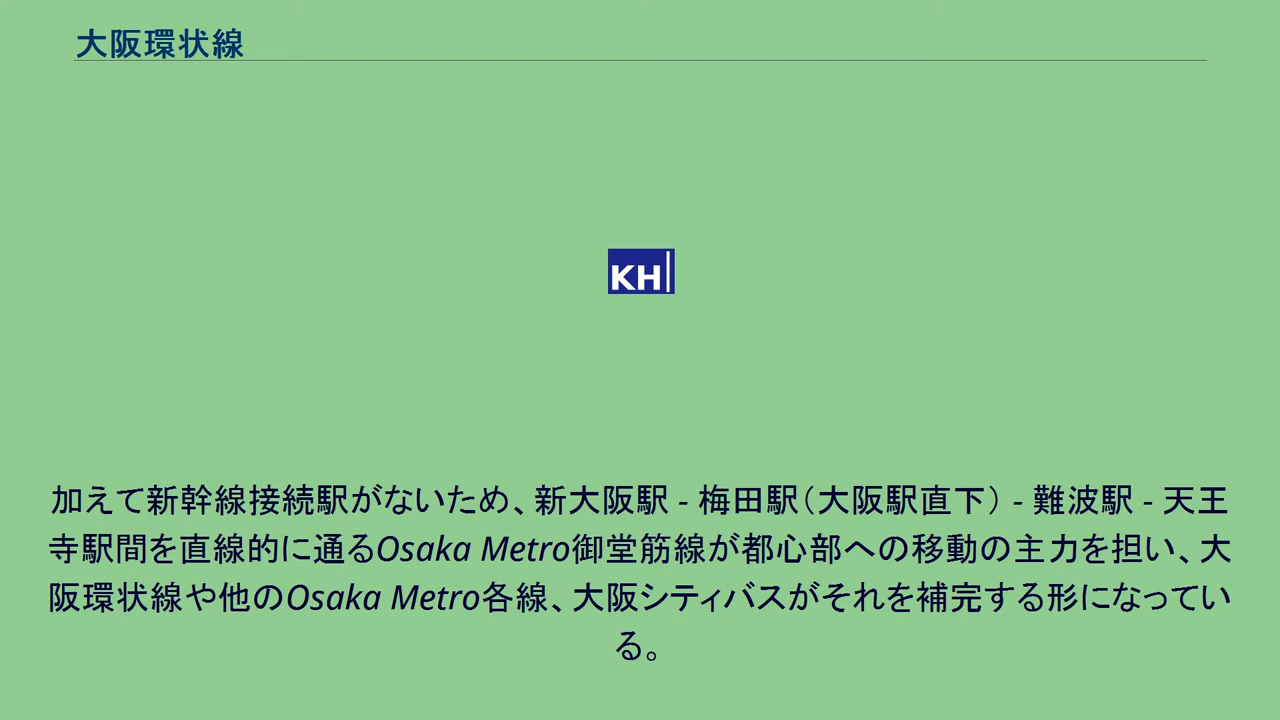 大阪環状線
KH
加えて新幹線接続駅がないため、新大阪駅 - 梅田駅（大阪駅直下） - 難波駅 - 天王
寺駅間を直線的に通るOsaka Metro御堂筋線が都心部への移動の主力を担い、大
阪環状線や他のOsaka Metro各線、大阪シティバスがそれを補完する形になってい
る。